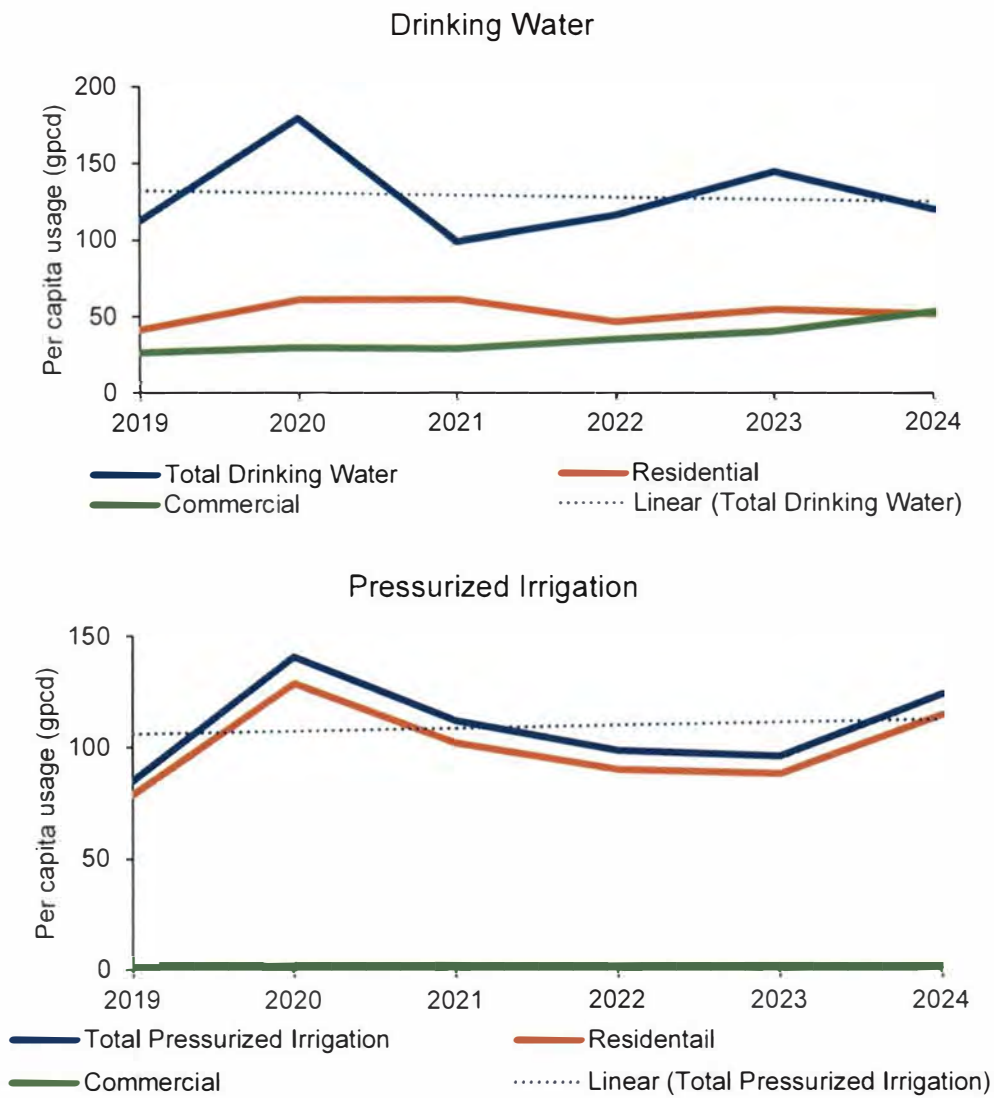 Drinking Water
Per capita usage (gpcd)
200
150
100
50
0
2019 2020 2021 2022 2023 2024
Total Drinking Water Residential
Commercial Linear (Total Drinking Water)
Pressurized Irrigation
Per capita usage (gpcd)
150
100
50
0
2019 2020 2021 2022 2023 2024
Total Pressurized Irrigation Residentail
Commercial Linear (Total Pressurized Irrigation)